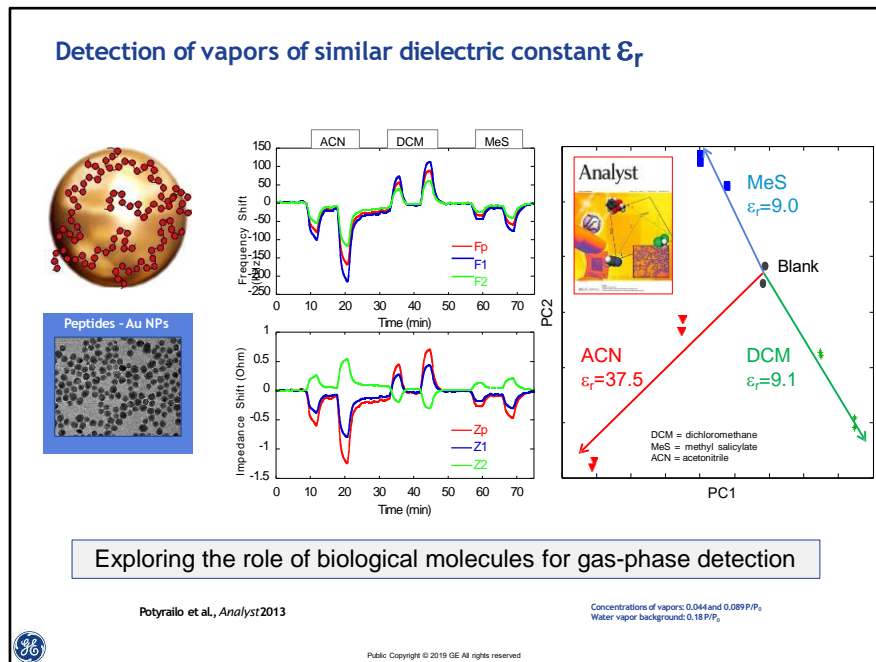 Detection of vapors of similar dielectric constant εr
Peptides - Au NPs
ACN
DCM
MeS
150
100
50
0
-50
-100
-150
-200
-250
Frequency Shift
(Hz)
Fp
F1
F2
0 10 20 30 40 50 60 70
Time (min)
1
0.5
0
-0.5
-1
-1.5
Impedance Shift (Ohm)
Zp
Z1
Z2
0 10 20 30 40 50 60 70
Time (min)
Analyst
MeS
εr=9.0
Blank
PC2
ACN
εr=37.5
DCM
εr=9.1
DCM = dichloromethane
MeS = methyl salicylate
ACN = acetonitrile
PC1
Exploring the role of biological molecules for gas-phase detection
Potyrailo et al., Analyst 2013
Concentrations of vapors: 0.044 and 0.089 P/P0
Water vapor background: 0.18 P/P0
GE
Public Copyright © 2019 GE All rights reserved